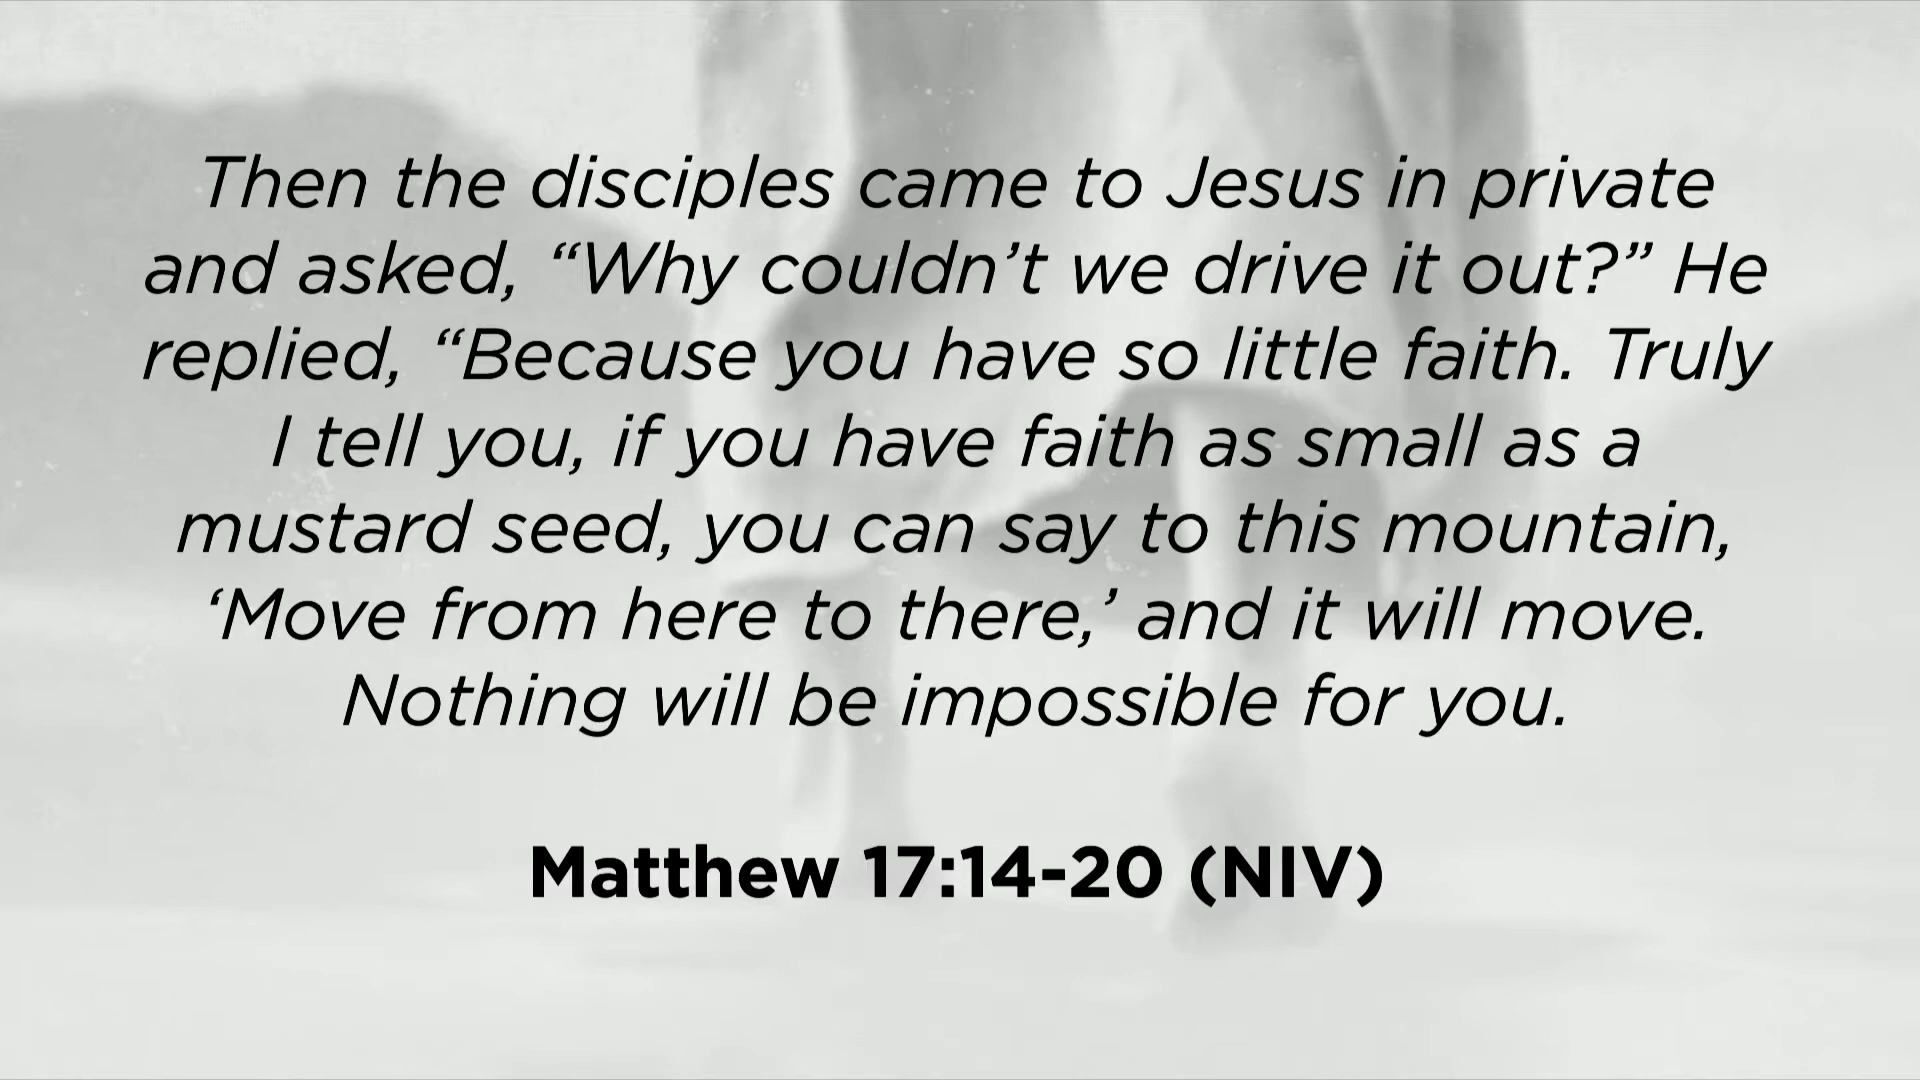 Then the disciples came to Jesus in private
and asked, “Why couldn’t we drive it out?” He
replied, “Because you have so little faith. Truly
I tell you, if you have faith as small as a
mustard seed, you can say to this mountain,
‘Move from here to there,’ and it will move.
Nothing will be impossible for you.
Matthew 17:14-20 (NIV)